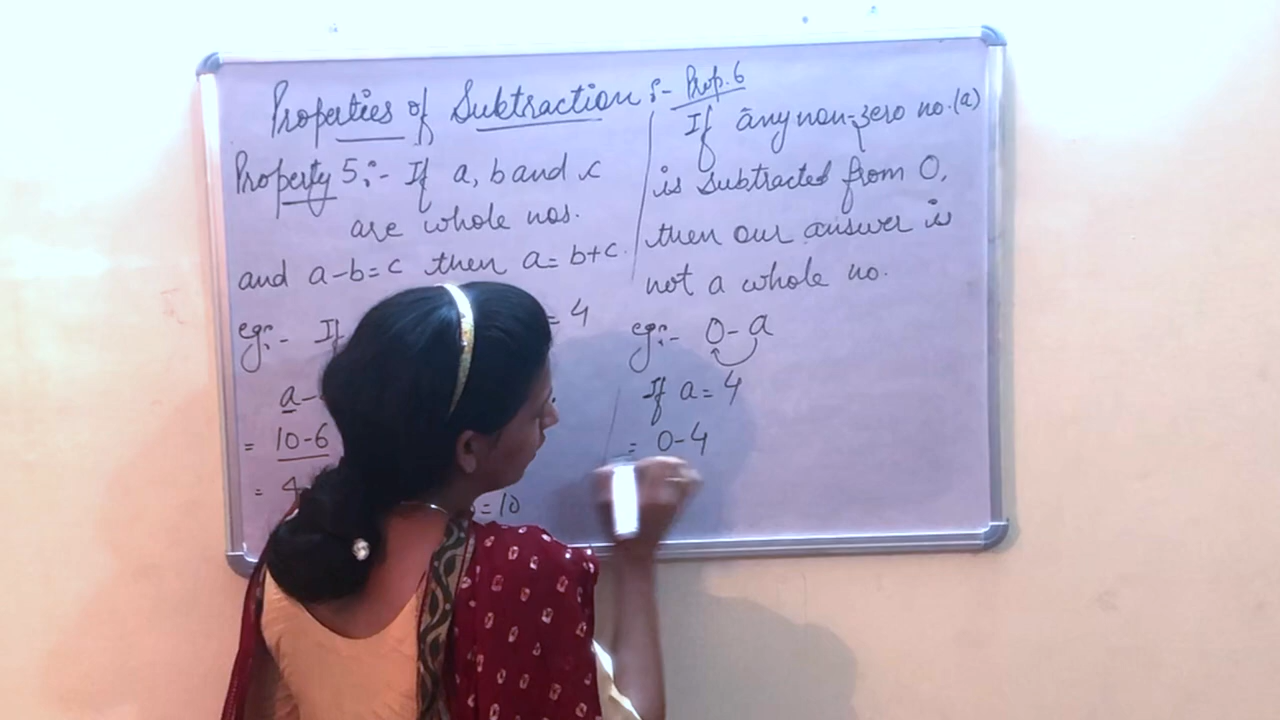 Properties of Subtraction :-
Property 5:- If a, b and c
are whole nos.
and a-b=c then a= b+c.
eg:- If = 4
a-
= 10-6
= 4
=10
Prop. 6
If any non-zero no.(a)
is subtracted from 0,
then our answer is
not a whole no.
eg:- 0-a
If a= 4
= 0-4